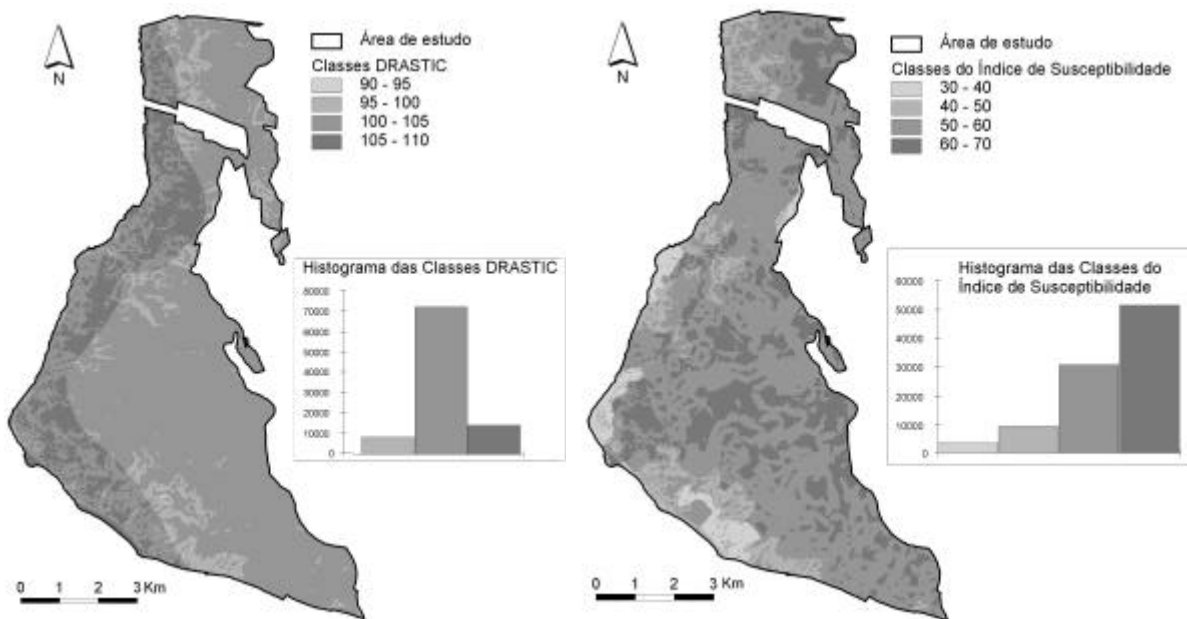 N
Área de estudo
Classes DRASTIC
90 - 95
95 - 100
100 - 105
105 - 110
Histograma das Classes DRASTIC
80000
70000
60000
50000
40000
30000
20000
10000
0
0 1 2 3 Km
N
Área de estudo
Classes do Índice de Susceptibilidade
30 - 40
40 - 50
50 - 60
60 - 70
Histograma das Classes do
Índice de Susceptibilidade
60000
50000
40000
30000
20000
10000
0
0 1 2 3 Km